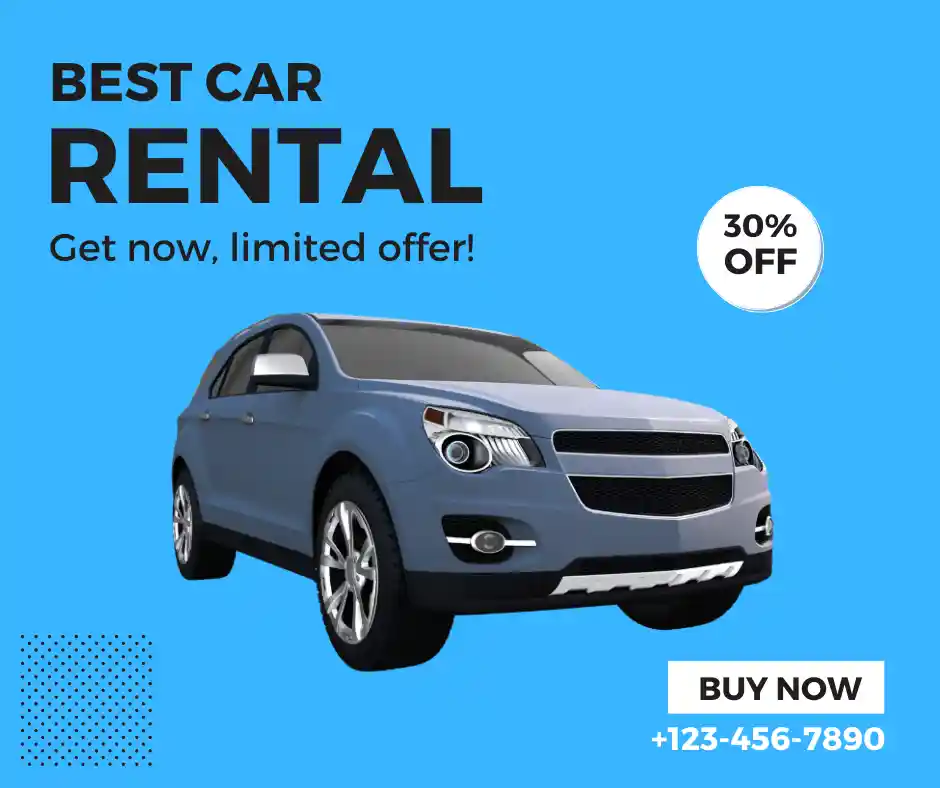 BEST CAR
RENTAL
Get now, limited offer!
30%
OFF
BUY NOW
+123-456-7890